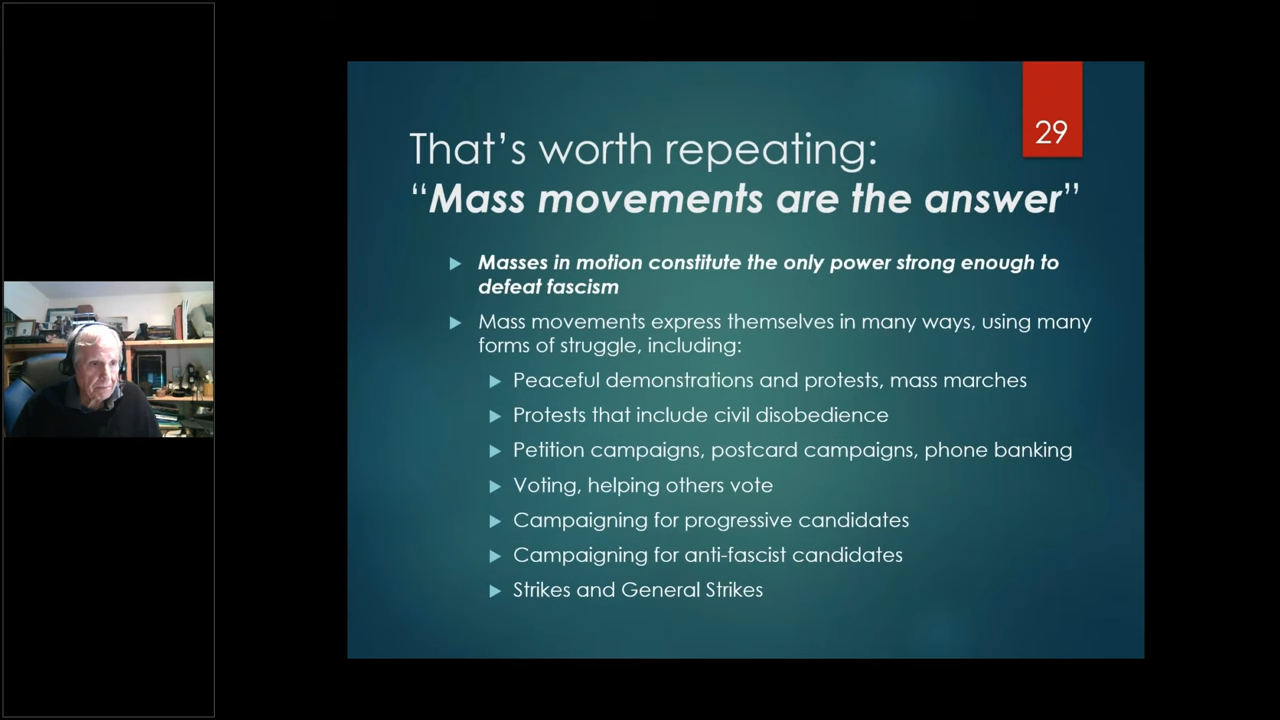 29
That's worth repeating:
“Mass movements are the answer”
Masses in motion constitute the only power strong enough to
defeat fascism
Mass movements express themselves in many ways, using many
forms of struggle, including:
Peaceful demonstrations and protests, mass marches
Protests that include civil disobedience
Petition campaigns, postcard campaigns, phone banking
Voting, helping others vote
Campaigning for progressive candidates
Campaigning for anti-fascist candidates
Strikes and General Strikes